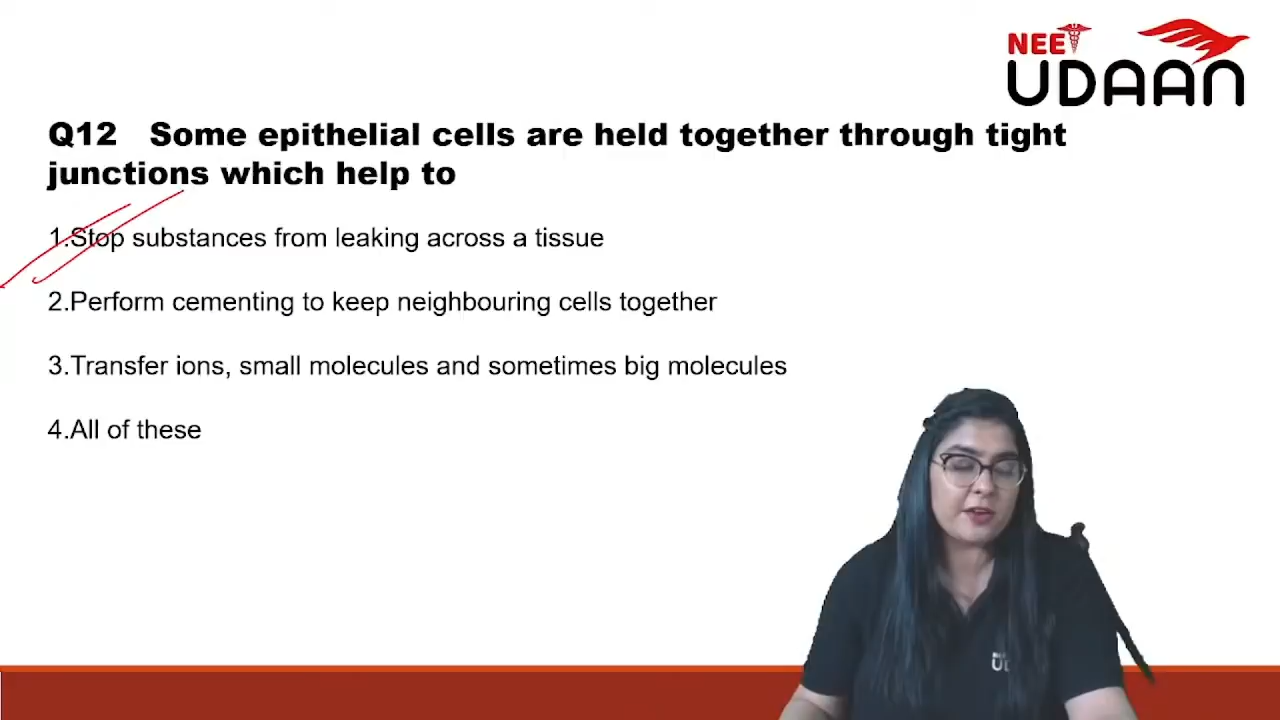 NEET
UDAAN
Q12 Some epithelial cells are held together through tight
junctions which help to
1.Stop substances from leaking across a tissue
2.Perform cementing to keep neighbouring cells together
3.Transfer ions, small molecules and sometimes big molecules
4.All of these